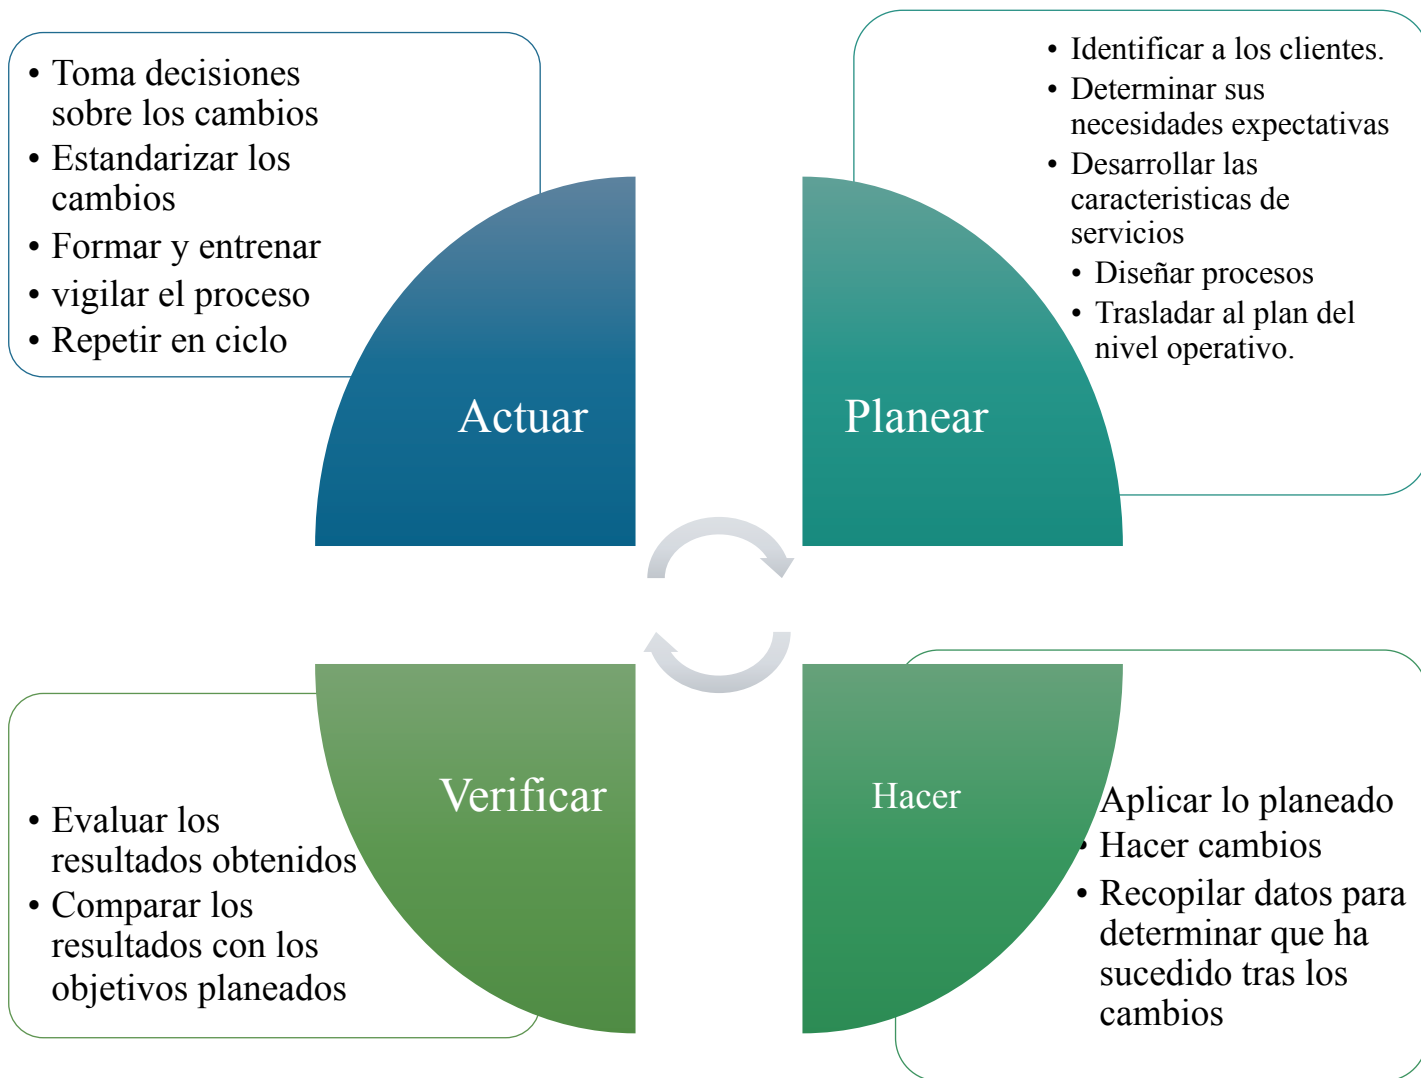 • Toma decisiones
sobre los cambios
• Estandarizar los
cambios
• Formar y entrenar
• vigilar el proceso
• Repetir en ciclo
Actuar
• Identificar a los clientes.
• Determinar sus
necesidades expectativas
• Desarrollar las
caracteristicas de
servicios
• Diseñar procesos
• Trasladar al plan del
nivel operativo.
Planear
Verificar
• Evaluar los
resultados obtenidos
• Comparar los
resultados con los
objetivos planeados
Hacer
Aplicar lo planeado
• Hacer cambios
• Recopilar datos para
determinar que ha
sucedido tras los
cambios